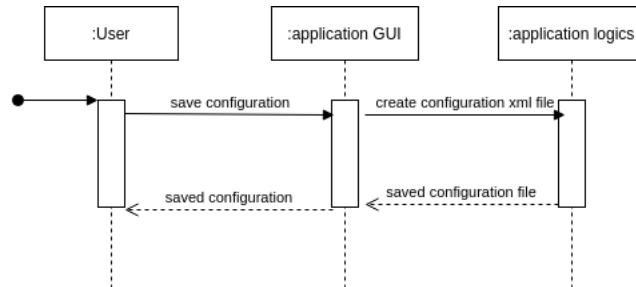 :User
:application GUI
:application logics
save configuration
create configuration xml file
saved configuration
saved configuration file